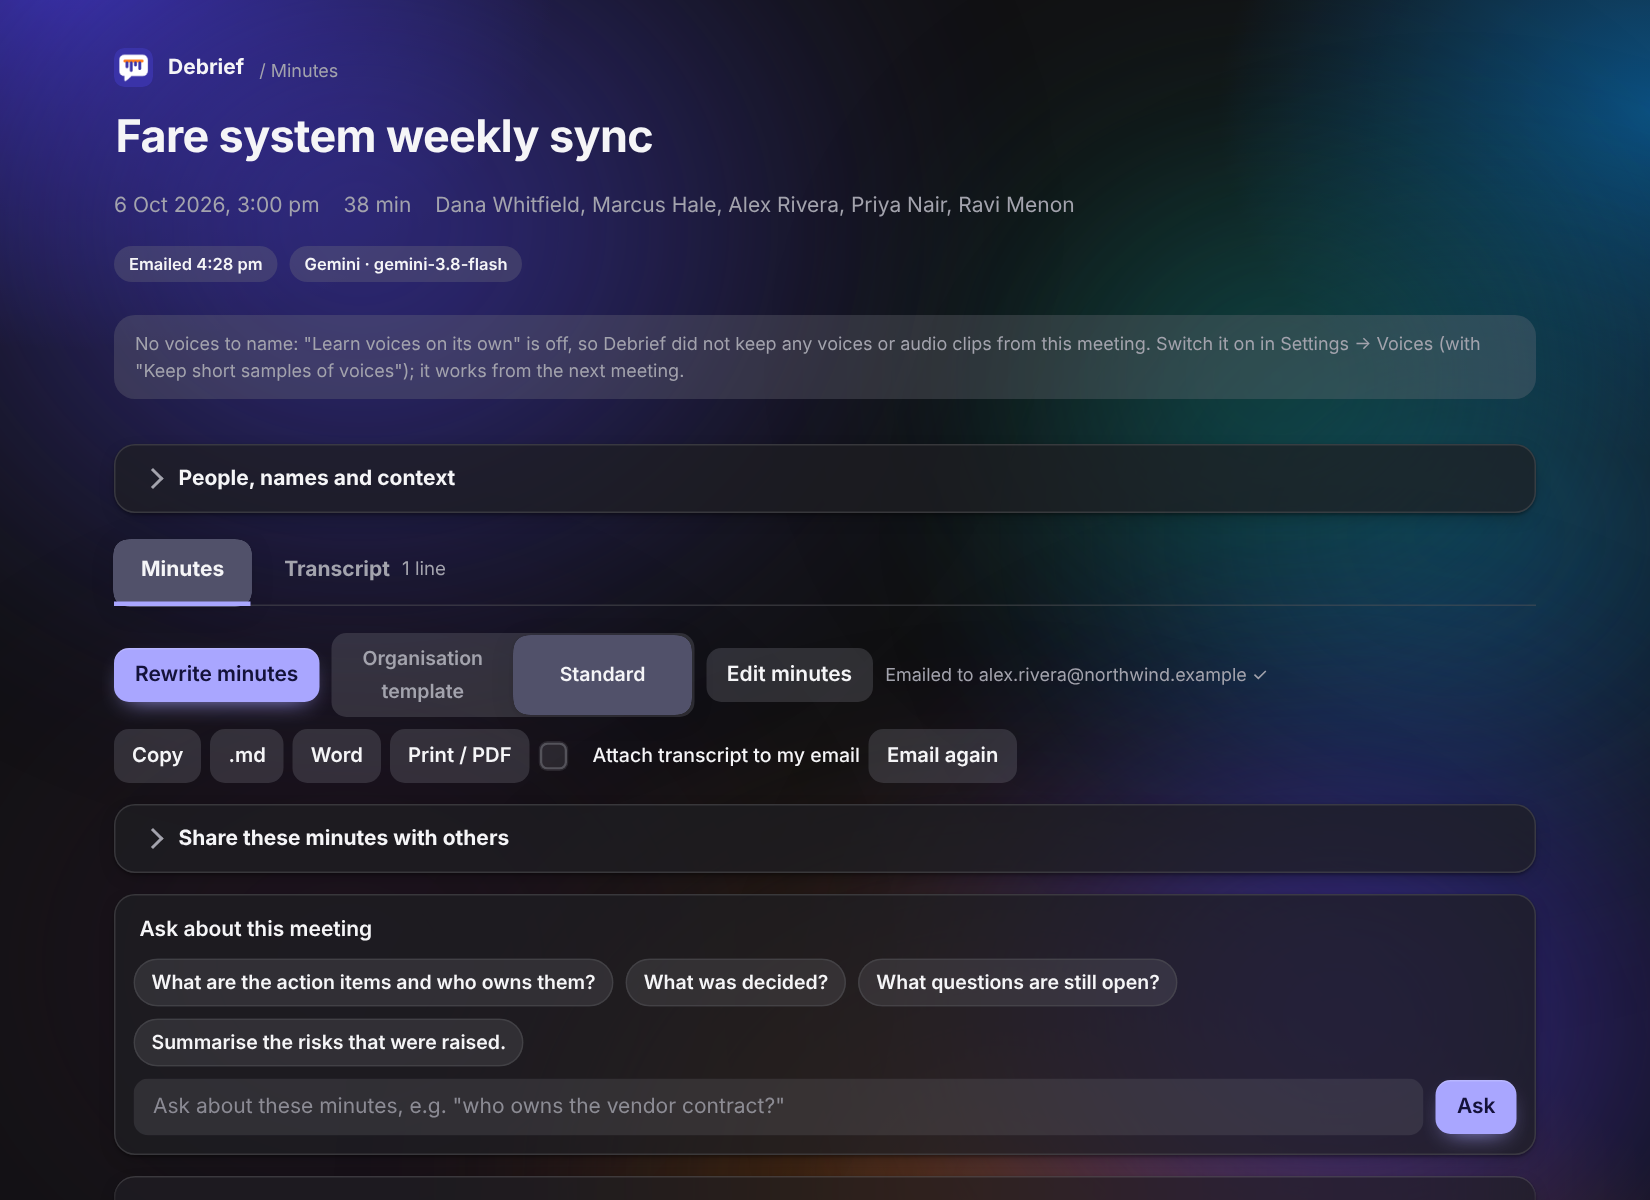 Debrief / Minutes
Fare system weekly sync
6 Oct 2026, 3:00 pm 38 min Dana Whitfield, Marcus Hale, Alex Rivera, Priya Nair, Ravi Menon
Emailed 4:28 pm Gemini · gemini-3.8-flash
No voices to name: "Learn voices on its own" is off, so Debrief did not keep any voices or audio clips from this meeting. Switch it on in Settings → Voices (with
"Keep short samples of voices"); it works from the next meeting.
People, names and context
Minutes Transcript 1 line
Rewrite minutes Organisation template Standard Edit minutes Emailed to alex.rivera@northwind.example ✓
Copy .md Word Print / PDF Attach transcript to my email Email again
Share these minutes with others
Ask about this meeting
What are the action items and who owns them? What was decided? What questions are still open?
Summarise the risks that were raised.
Ask about these minutes, e.g. "who owns the vendor contract?" Ask